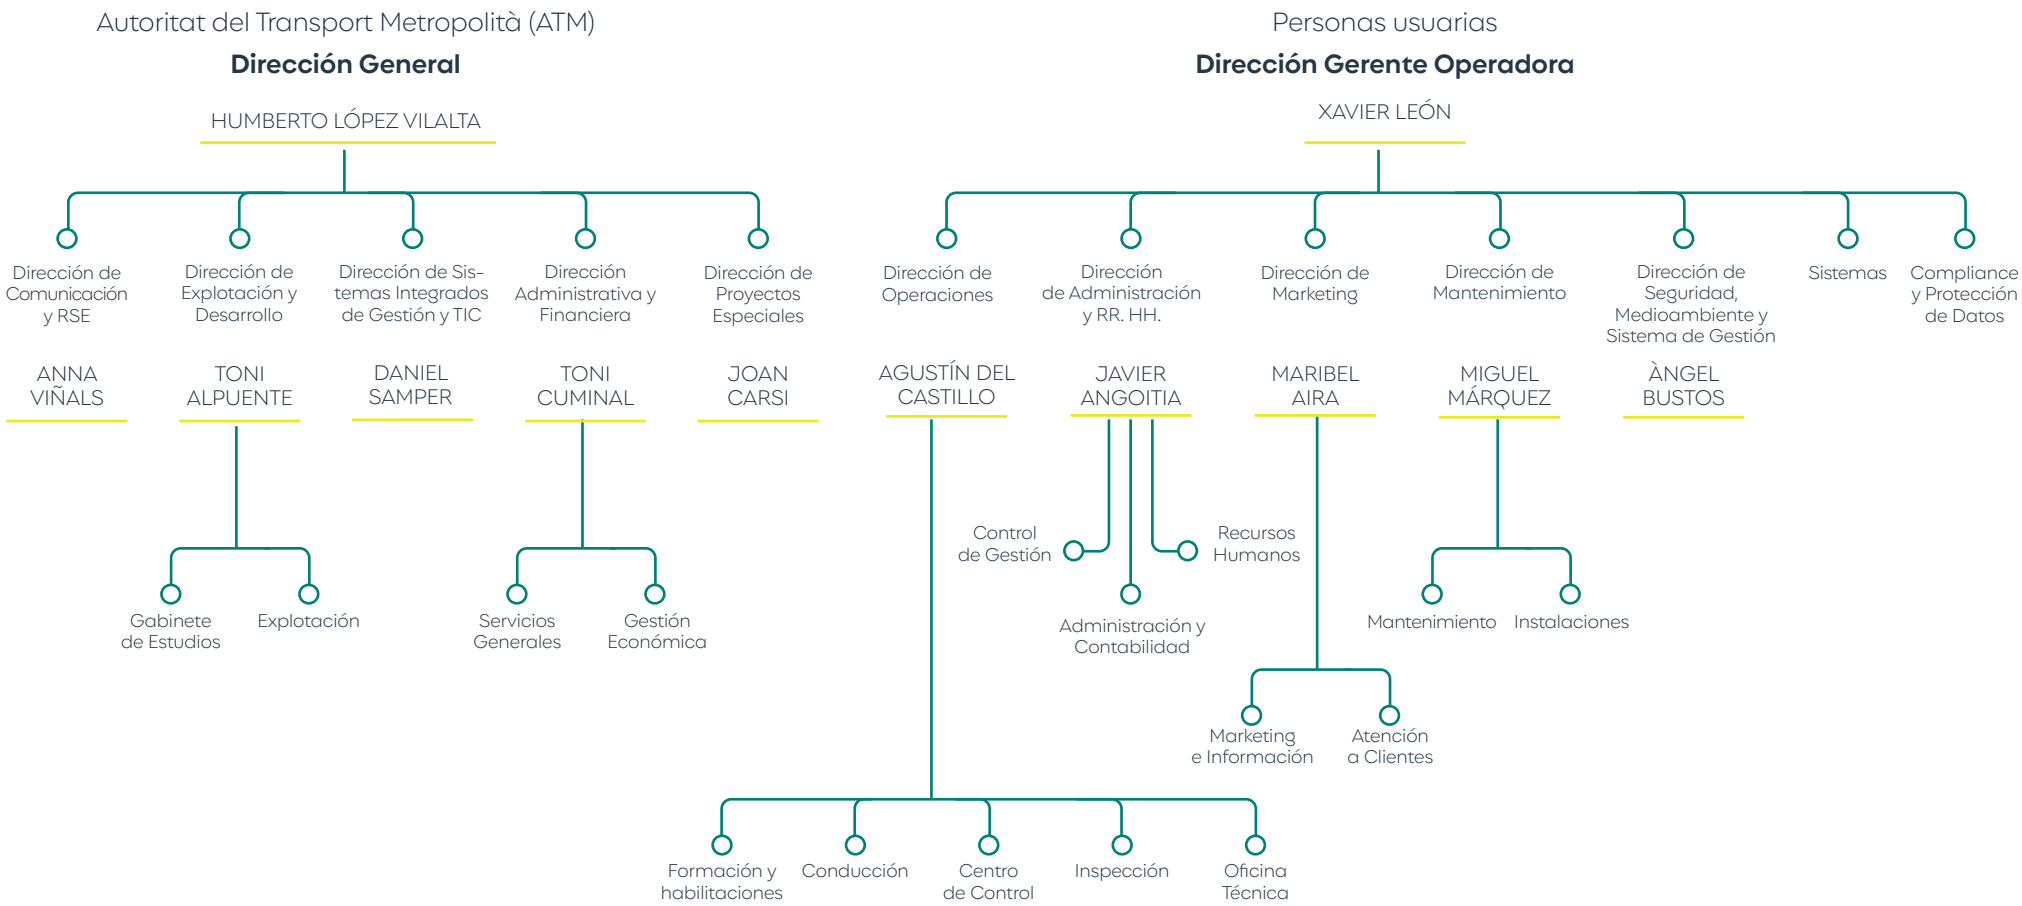 Autoritat del Transport Metropolità (ATM)
Dirección General
HUMBERTO LÓPEZ VILALTA
Dirección de
Comunicación
y RSE
ANNA
VIÑALS
Dirección de
Explotación y
Desarrollo
TONI
ALPUENTE
Dirección de Sis-
temas Integrados
de Gestión y TIC
DANIEL
SAMPER
Dirección
Administrativa y
Financiera
TONI
CUMINAL
Dirección de
Proyectos
Especiales
JOAN
CARSI
Gabinete
de Estudios
Explotación
Servicios
Generales
Gestión
Económica
Personas usuarias
Dirección Gerente Operadora
XAVIER LEÓN
Dirección de
Operaciones
AGUSTÍN DEL
CASTILLO
Dirección
de Administración
y RR. HH.
JAVIER
ANGOITIA
Dirección de
Marketing
MARIBEL
AIRA
Dirección de
Mantenimiento
MIGUEL
MÁRQUEZ
Dirección de
Seguridad,
Medioambiente y
Sistema de Gestión
ÀNGEL
BUSTOS
Sistemas
Compliance
y Protección
de Datos
Control
de Gestión
Recursos
Humanos
Administración y
Contabilidad
Mantenimiento
Instalaciones
Marketing
e Información
Atención
a Clientes
Formación y
habilitaciones
Conducción
Centro
de Control
Inspección
Oficina
Técnica